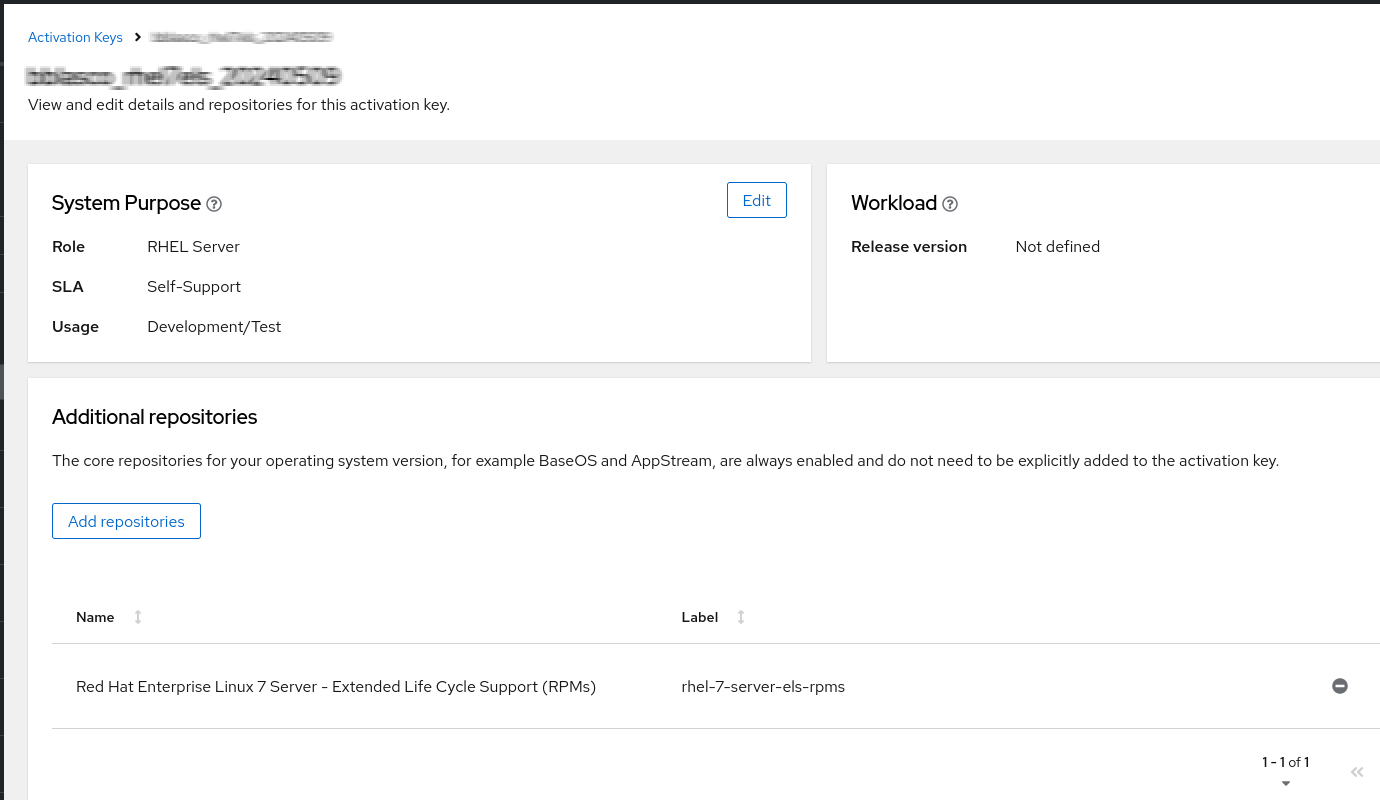 Activation Keys
View and edit details and repositories for this activation key.
System Purpose
Edit
Role RHEL Server
SLA Self-Support
Usage Development/Test
Workload
Release version Not defined
Additional repositories
The core repositories for your operating system version, for example BaseOS and AppStream, are always enabled and do not need to be explicitly added to the activation key.
Add repositories
Name Label
Red Hat Enterprise Linux 7 Server - Extended Life Cycle Support (RPMs) rhel-7-server-els-rpms
1 - 1 of 1